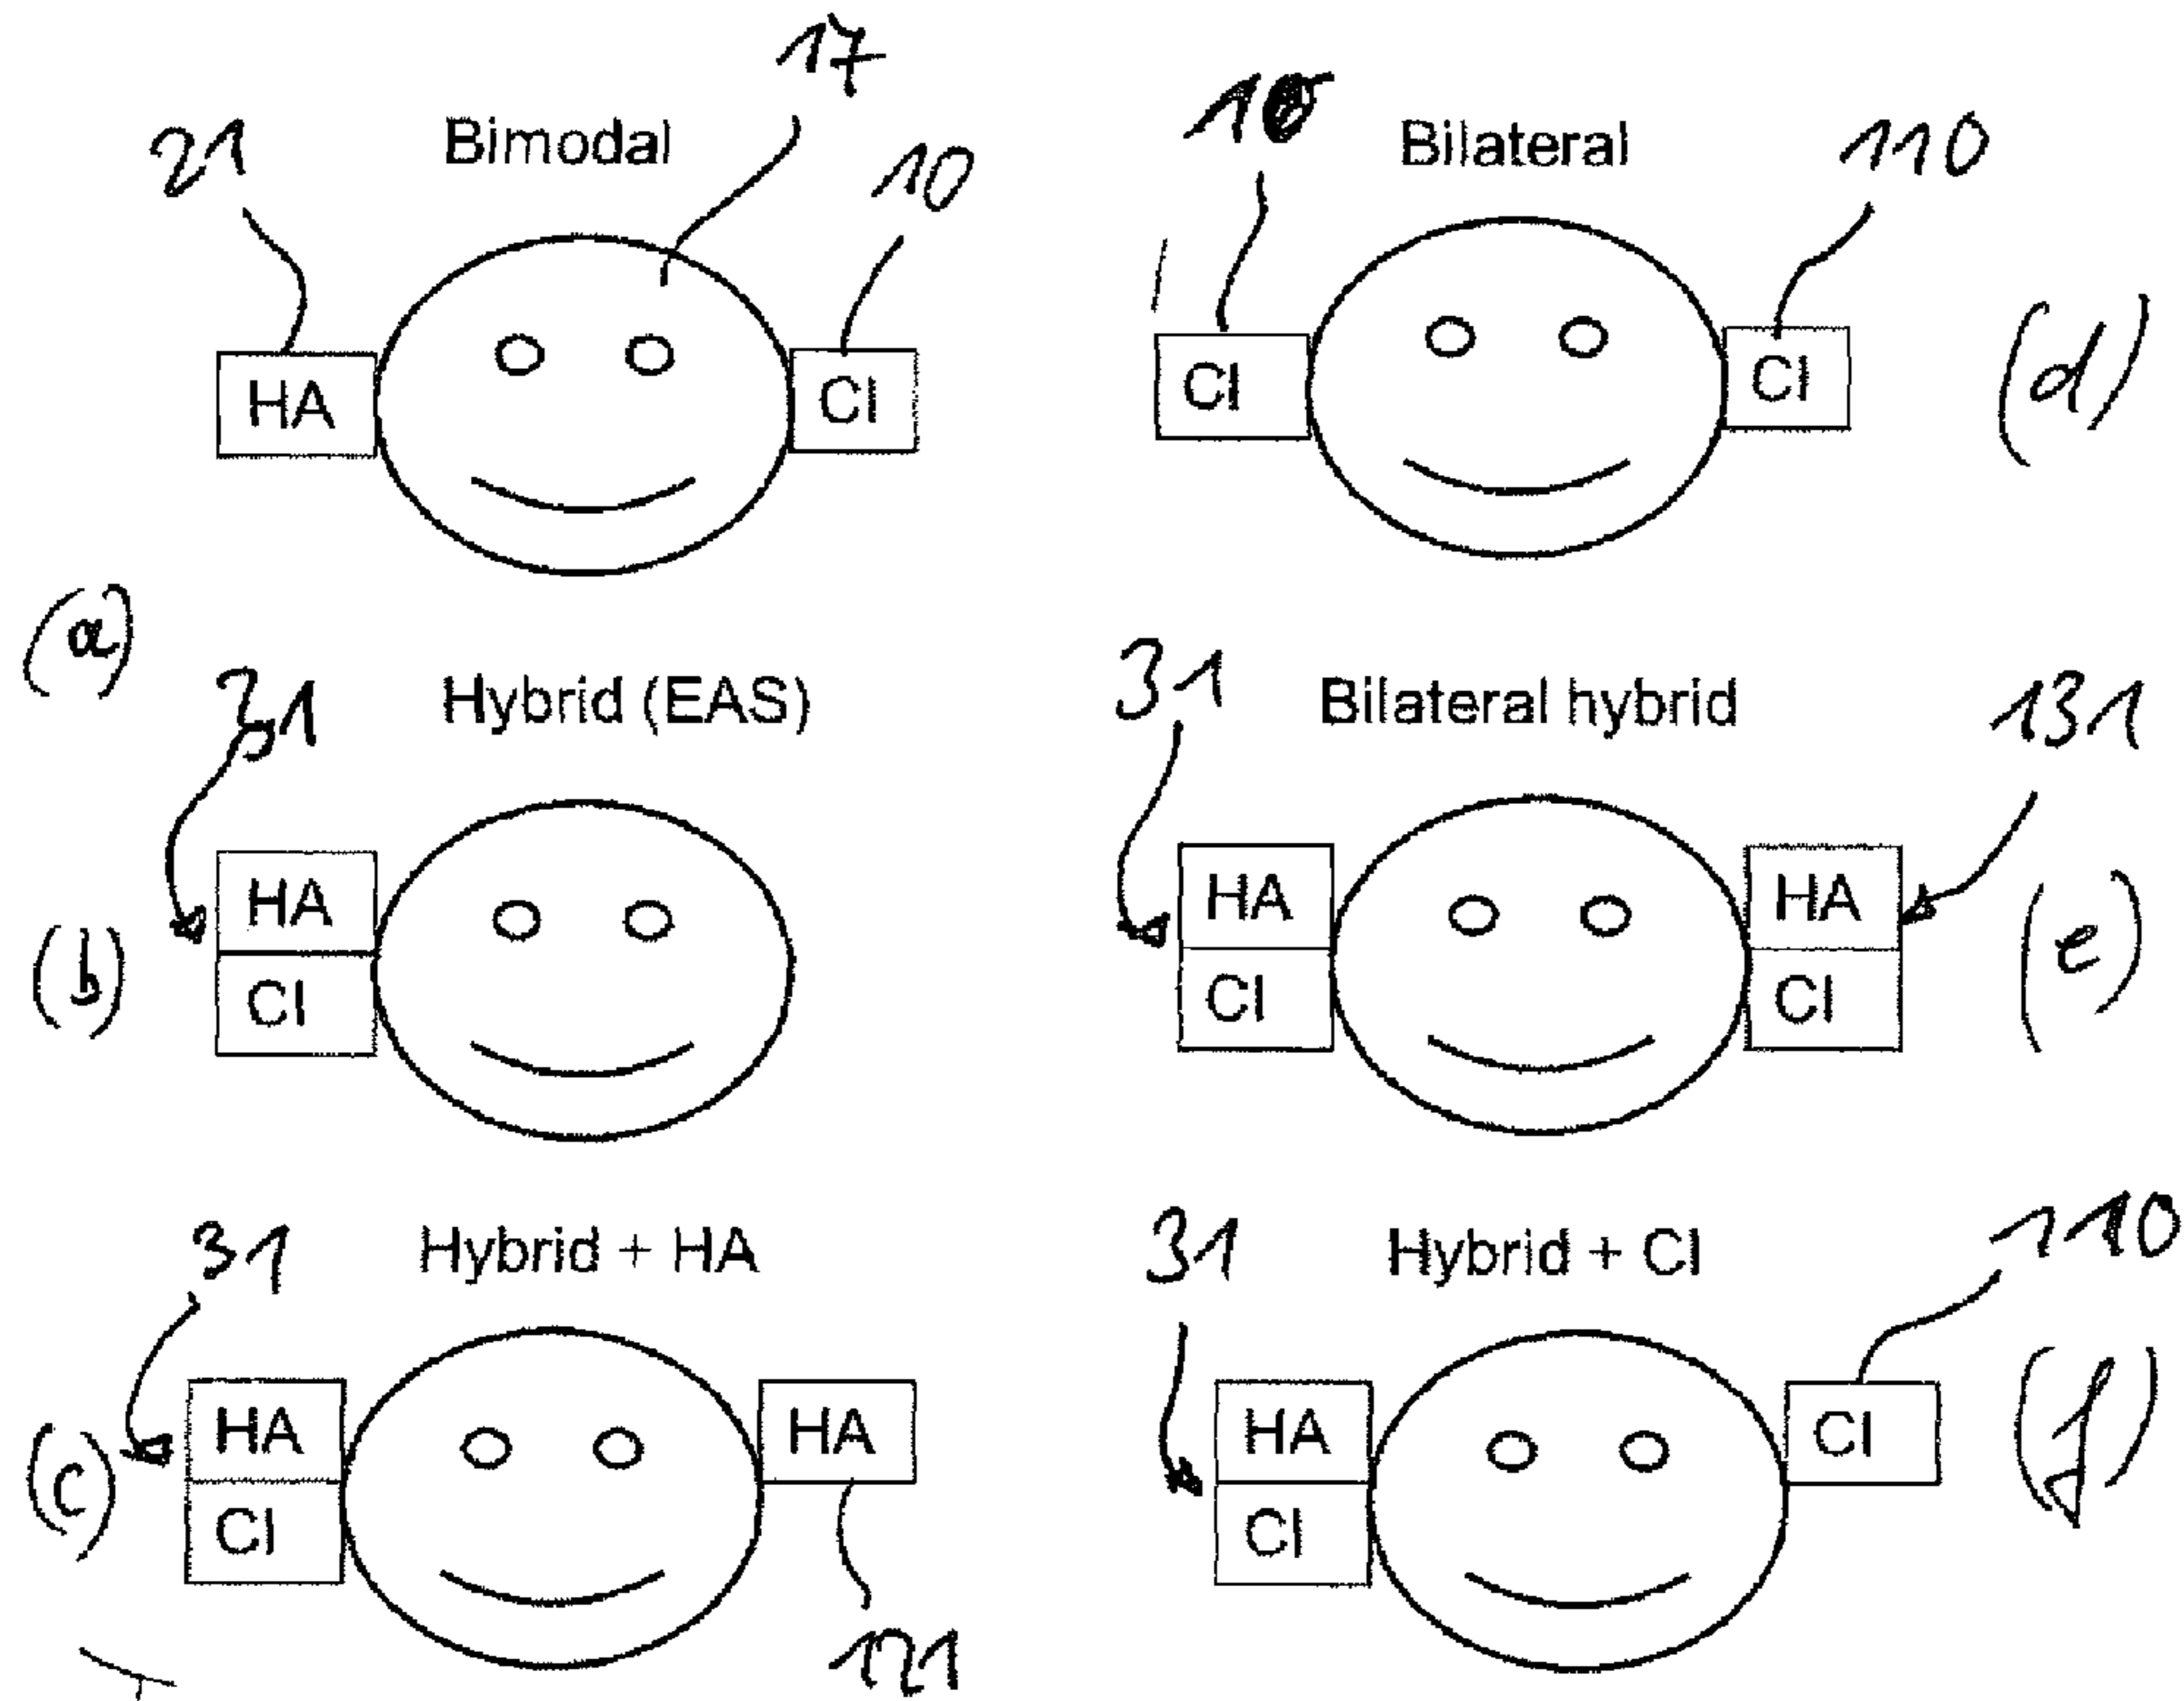 17
21 Bimodal 10
HA CI
10 Bilateral 110
CI CI (d)
(a)
31 Hybrid (EAS)
HA
(b) CI
31 Bilateral hybrid 131
HA HA
CI CI (e)
31 Hybrid + HA
HA HA
(c) CI
121
31 Hybrid + CI 110
HA CI
CI (f)